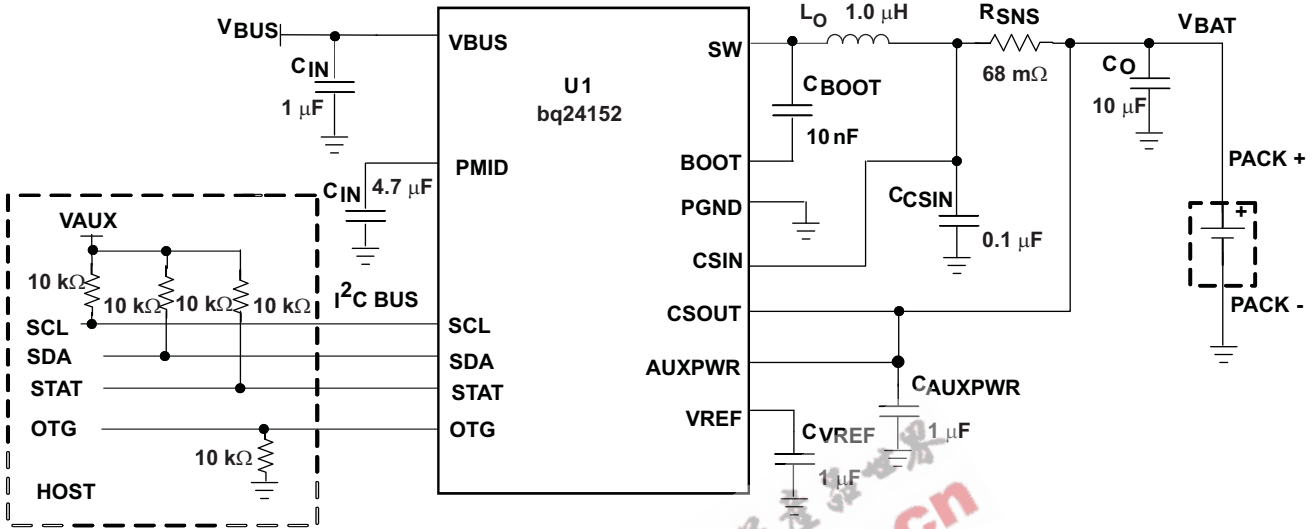 VBUS
CIN
1 μF
CIN
4.7 μF
VAUX
10 kΩ
10 kΩ
10 kΩ
10 kΩ
I²C BUS
SCL
SDA
STAT
OTG
10 kΩ
HOST
VBUS
U1
bq24152
PMID
SCL
SDA
STAT
OTG
SW
BOOT
PGND
CSIN
CSOUT
AUXPWR
VREF
LO 1.0 μH
RSNS
68 mΩ
VBAT
CBOOT
10 nF
CO
10 μF
CCSIN
0.1 μF
PACK +
+
PACK -
CAUXPWR
1 μF
CVREF
1 μF
cn